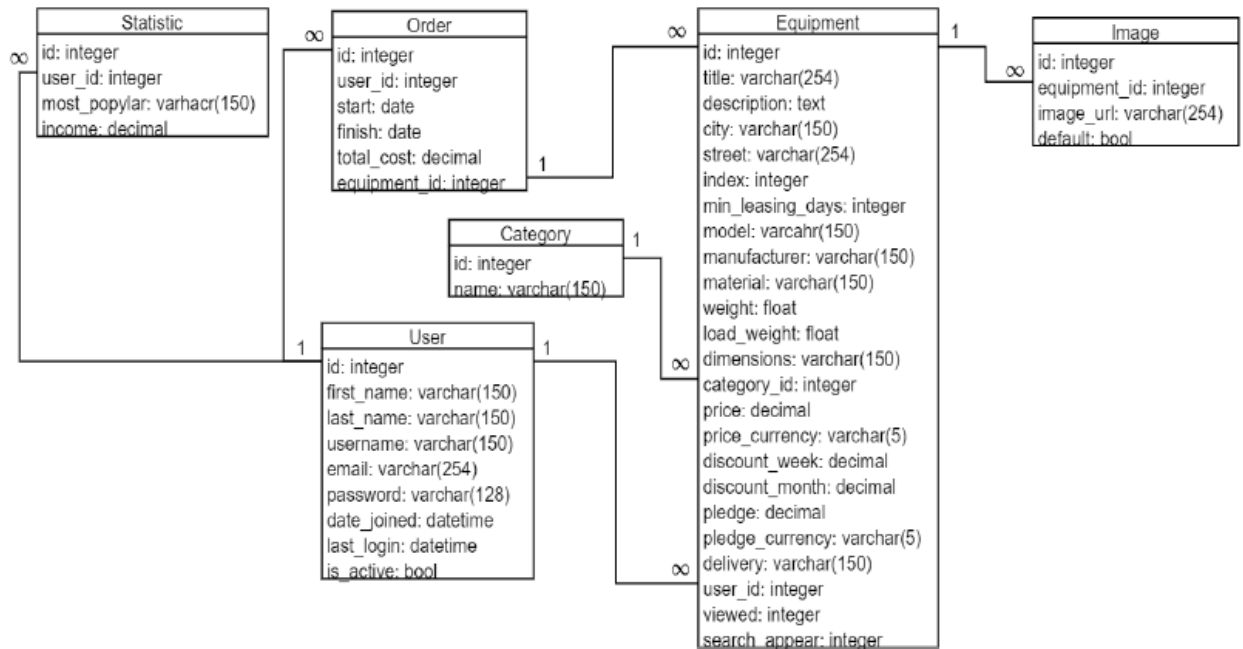 Statistic
id: integer
user_id: integer
most_popylar: varhacr(150)
income: decimal
∞
Order
id: integer
user_id: integer
start: date
finish: date
total_cost: decimal
equipment_id: integer
∞
1
Equipment
id: integer
title: varchar(254)
description: text
city: varchar(150)
street: varchar(254)
index: integer
min_leasing_days: integer
model: varcahr(150)
manufacturer: varchar(150)
material: varchar(150)
weight: float
load_weight: float
dimensions: varchar(150)
category_id: integer
price: decimal
price_currency: varchar(5)
discount_week: decimal
discount_month: decimal
pledge: decimal
pledge_currency: varchar(5)
delivery: varchar(150)
user_id: integer
viewed: integer
search_appear: integer
∞
∞
∞
1
Image
id: integer
equipment_id: integer
image_url: varchar(254)
default: bool
∞
Category
id: integer
name: varchar(150)
1
User
id: integer
first_name: varchar(150)
last_name: varchar(150)
username: varchar(150)
email: varchar(254)
password: varchar(128)
date_joined: datetime
last_login: datetime
is_active: bool
1
1